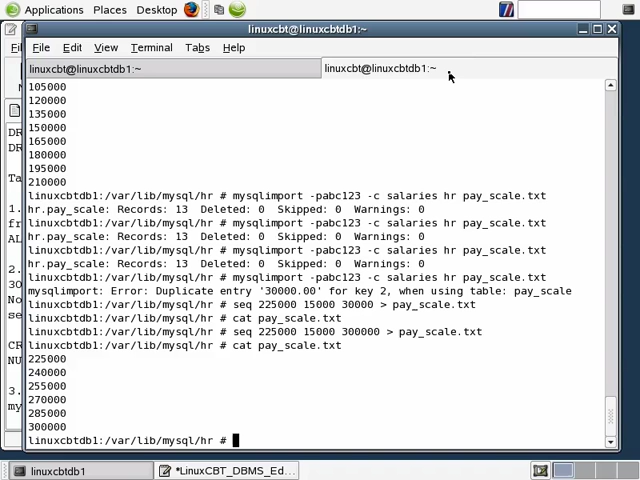 Applications Places Desktop
linuxcbt@linuxcbtdb1:~
File Edit View Terminal Tabs Help
linuxcbt@linuxcbtdb1:~ linuxcbt@linuxcbtdb1:~
105000
120000
135000
150000
165000
180000
195000
210000
linuxcbtdb1:/var/lib/mysql/hr # mysqlimport -pabc123 -c salaries hr pay_scale.txt
hr.pay_scale: Records: 13 Deleted: 0 Skipped: 0 Warnings: 0
linuxcbtdb1:/var/lib/mysql/hr # mysqlimport -pabc123 -c salaries hr pay_scale.txt
hr.pay_scale: Records: 13 Deleted: 0 Skipped: 0 Warnings: 0
linuxcbtdb1:/var/lib/mysql/hr # mysqlimport -pabc123 -c salaries hr pay_scale.txt
hr.pay_scale: Records: 13 Deleted: 0 Skipped: 0 Warnings: 0
linuxcbtdb1:/var/lib/mysql/hr # mysqlimport -pabc123 -c salaries hr pay_scale.txt
mysqlimport: Error: Duplicate entry '30000.00' for key 2, when using table: pay_scale
linuxcbtdb1:/var/lib/mysql/hr # seq 225000 15000 30000 > pay_scale.txt
linuxcbtdb1:/var/lib/mysql/hr # cat pay_scale.txt
linuxcbtdb1:/var/lib/mysql/hr # seq 225000 15000 300000 > pay_scale.txt
linuxcbtdb1:/var/lib/mysql/hr # cat pay_scale.txt
225000
240000
255000
270000
285000
300000
linuxcbtdb1:/var/lib/mysql/hr #
linuxcbtdb1 *LinuxCBT_DBMS_Ed...